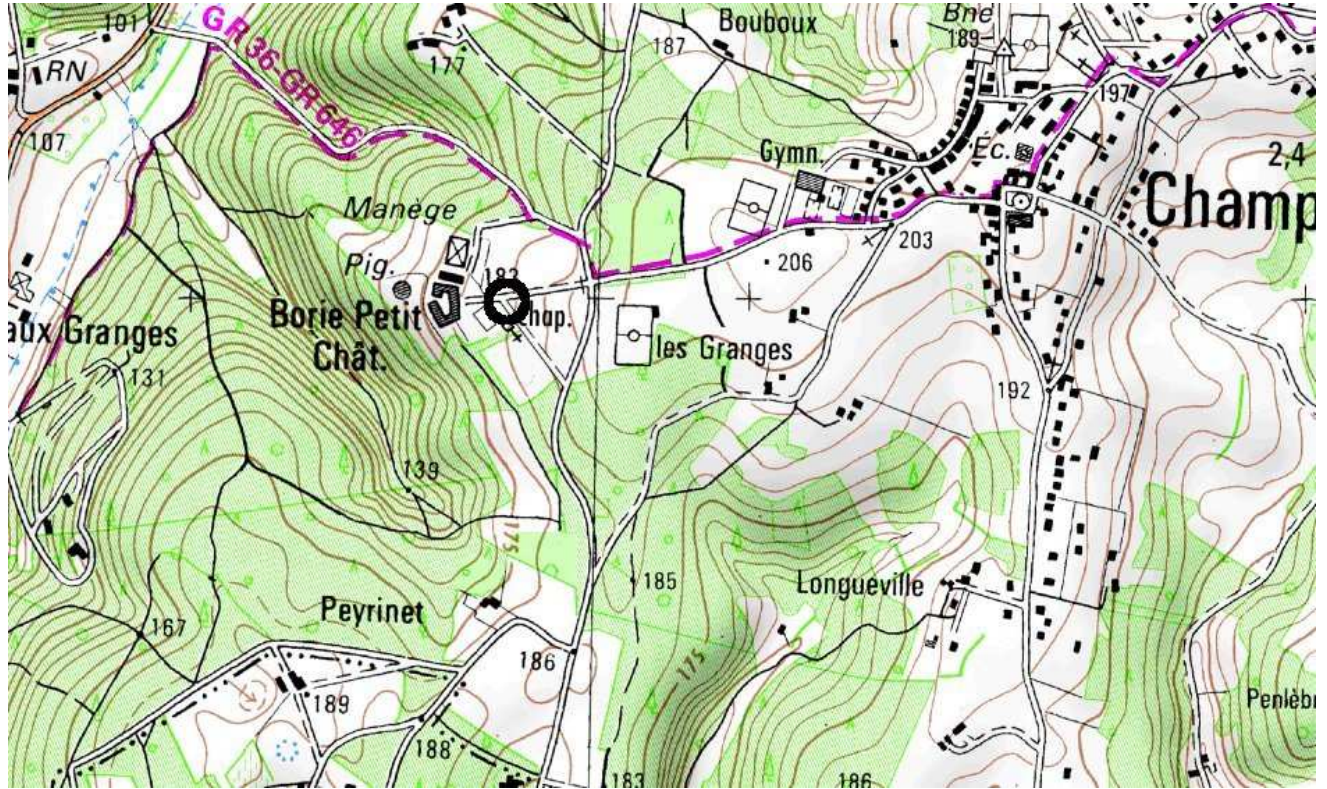 101
GR 36-GR 646
187
Bouboux
Bne
189
RN
177
197
107
Gymn.
Éc.
2,4
Champ
Manège
203
Pig.
206
182
Borie Petit
Chât.
Chap.
aux Granges
les Granges
131
192
139
175
185
Longueville
Peyrinet
167
186
175
189
188
183
186
Penlèb